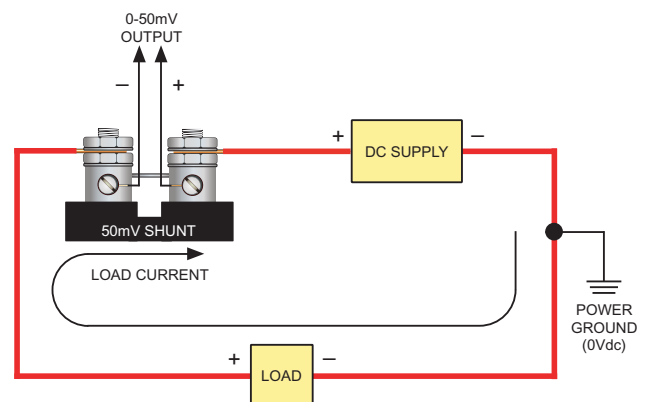 0-50mV
OUTPUT
– +
+ DC SUPPLY –
50mV SHUNT
LOAD CURRENT
POWER
GROUND
(0Vdc)
+ LOAD –